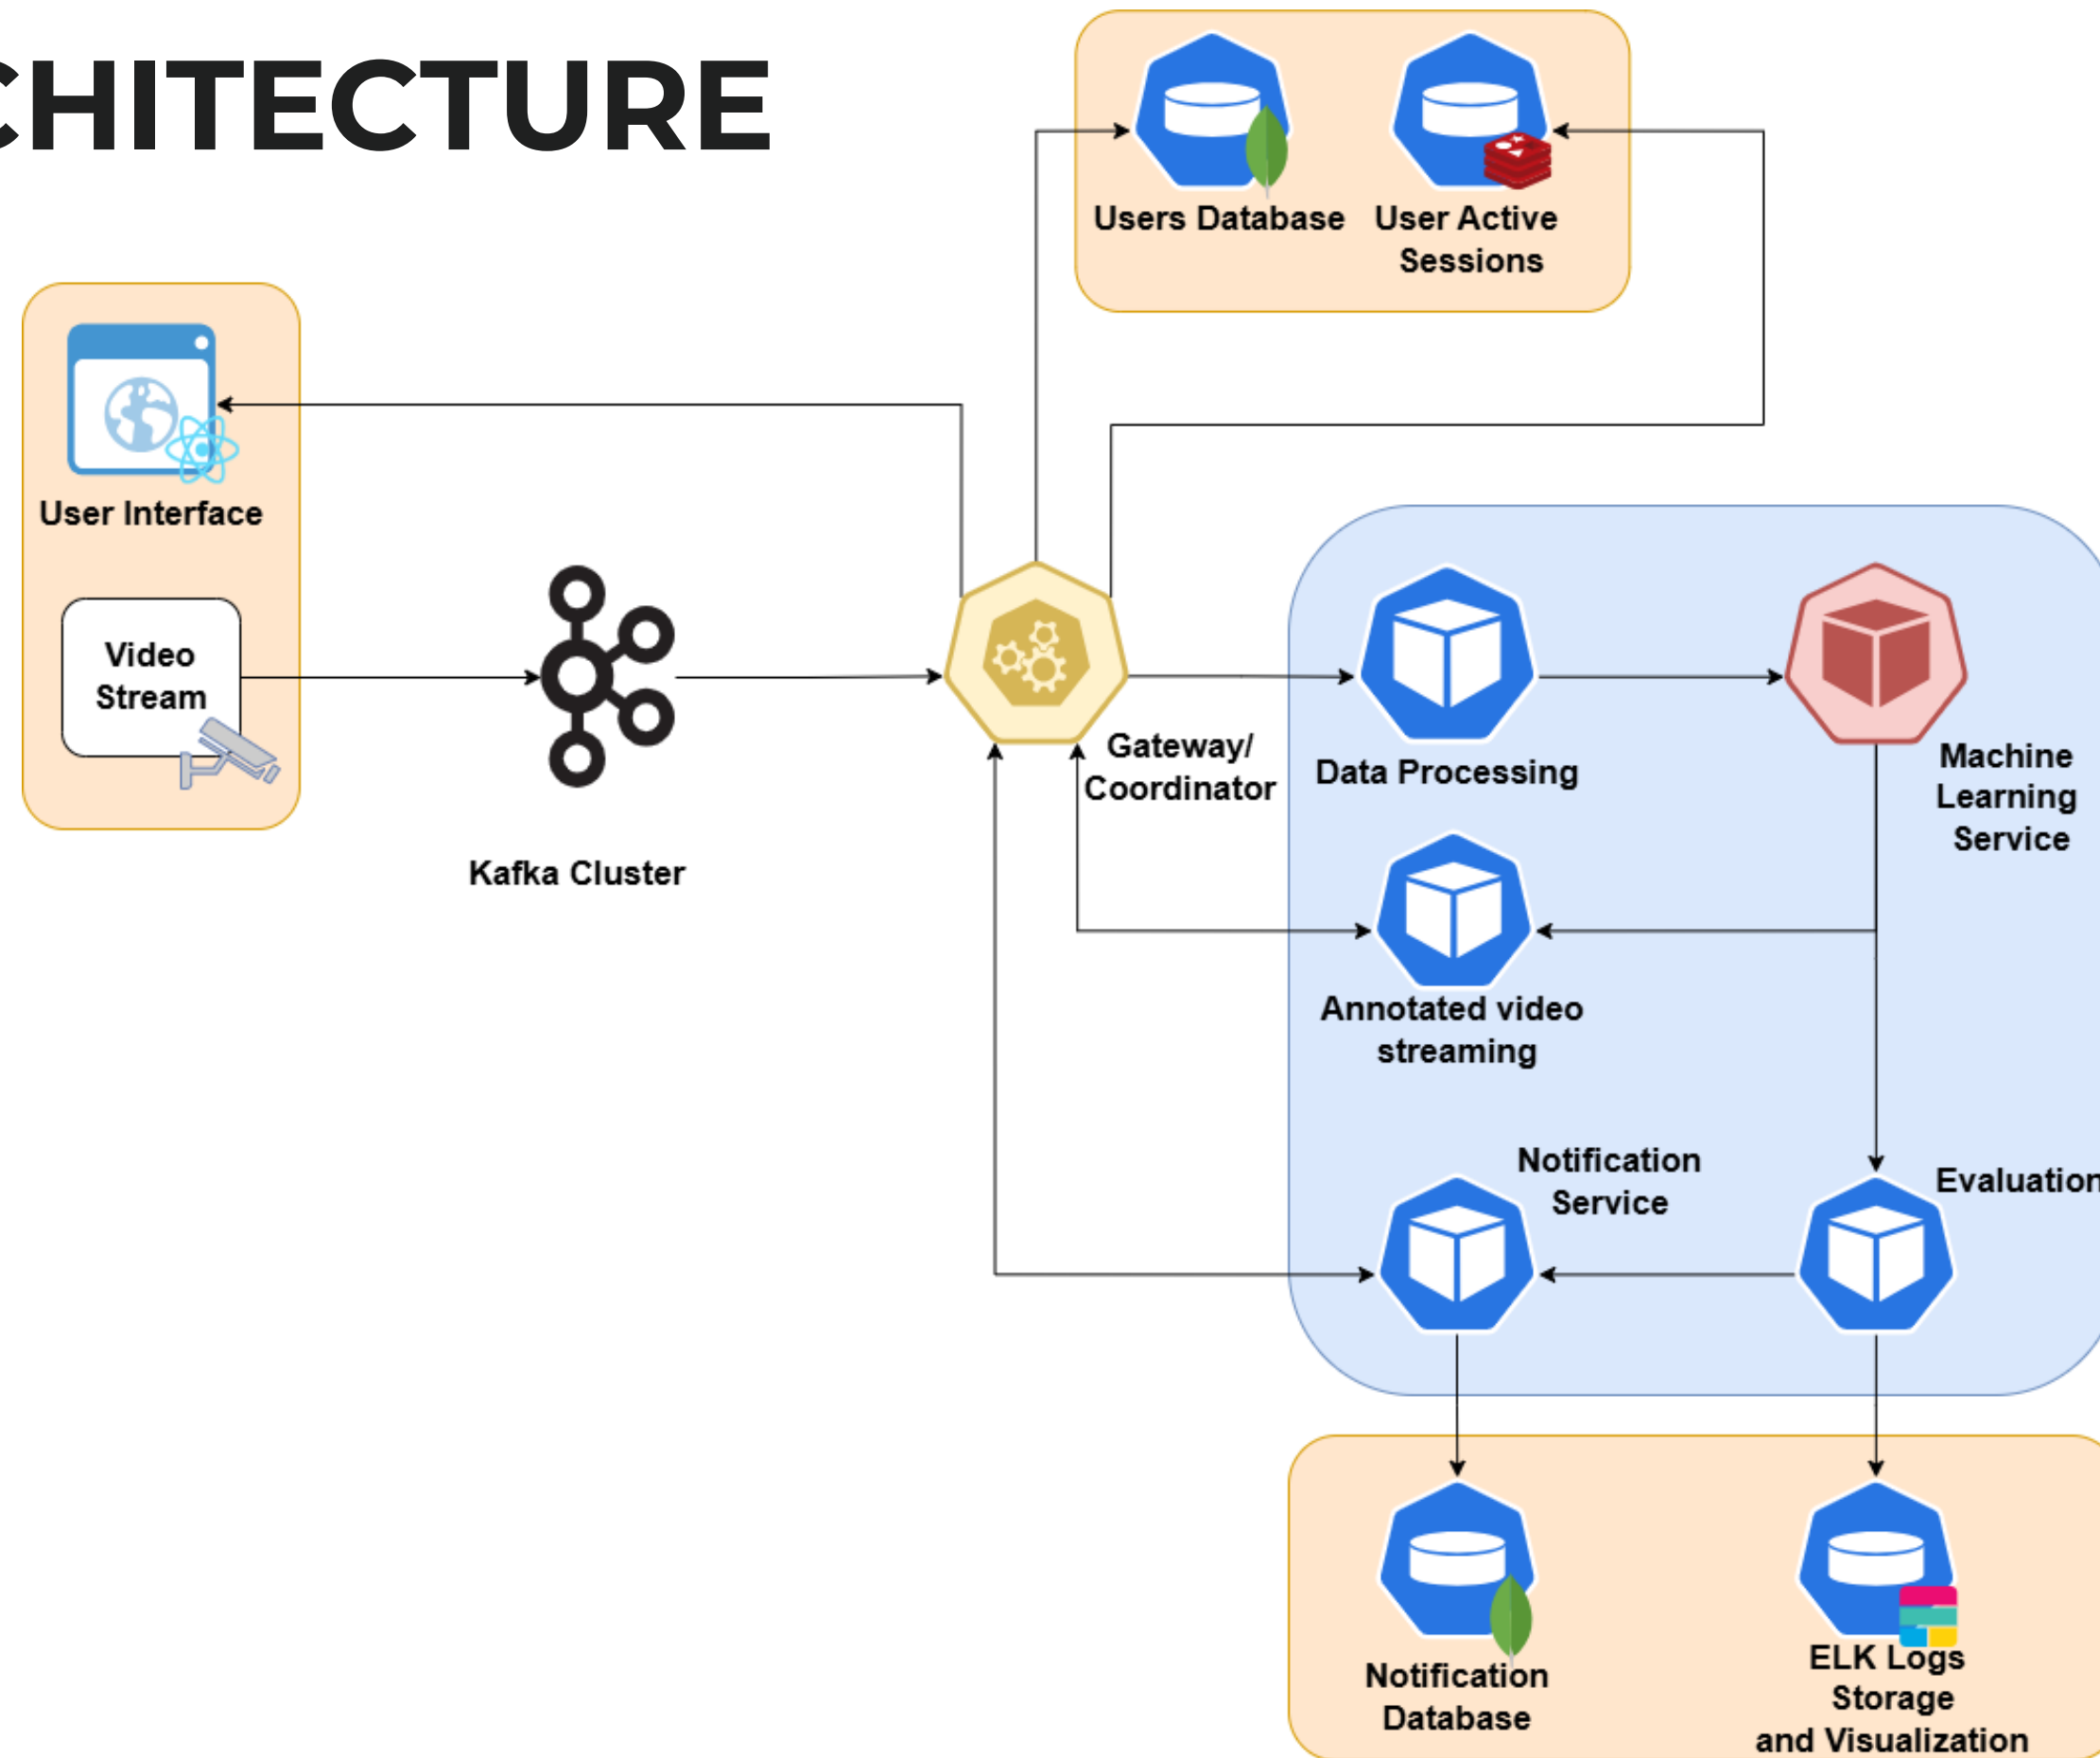 CHITECTURE
Users Database
User Active
Sessions
User Interface
Video
Stream
Kafka Cluster
Gateway/
Coordinator
Data Processing
Machine
Learning
Service
Annotated video
streaming
Notification
Service
Evaluation
Notification
Database
ELK Logs
Storage
and Visualization